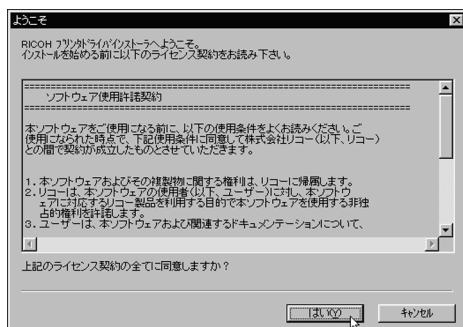 ようこそ
RICOH プリンタドライバインストーラへようこそ。
インストールを始める前に以下のライセンス契約をお読み下さい。
ソフトウェア使用許諾契約
本ソフトウェアをご使用になる前に、以下の使用条件をよくお読みください。ご
使用になられた時点で、下記使用条件に同意して株式会社リコー(以下、リコー)
との間で契約が成立したものとさせていただきます。
1.本ソフトウェアおよびその複製物に関する権利は、リコーに帰属します。
2.リコーは、本ソフトウェアの使用者(以下、ユーザー)に対し、本ソフトウ
ェアに対応するリコー製品を利用する目的で本ソフトウェアを使用する非独
占的権利を許諾します。
3.ユーザーは、本ソフトウェアおよび関連するドキュメンテーションについて、
上記のライセンス契約の全てに同意しますか?
はい(Y)
キャンセル